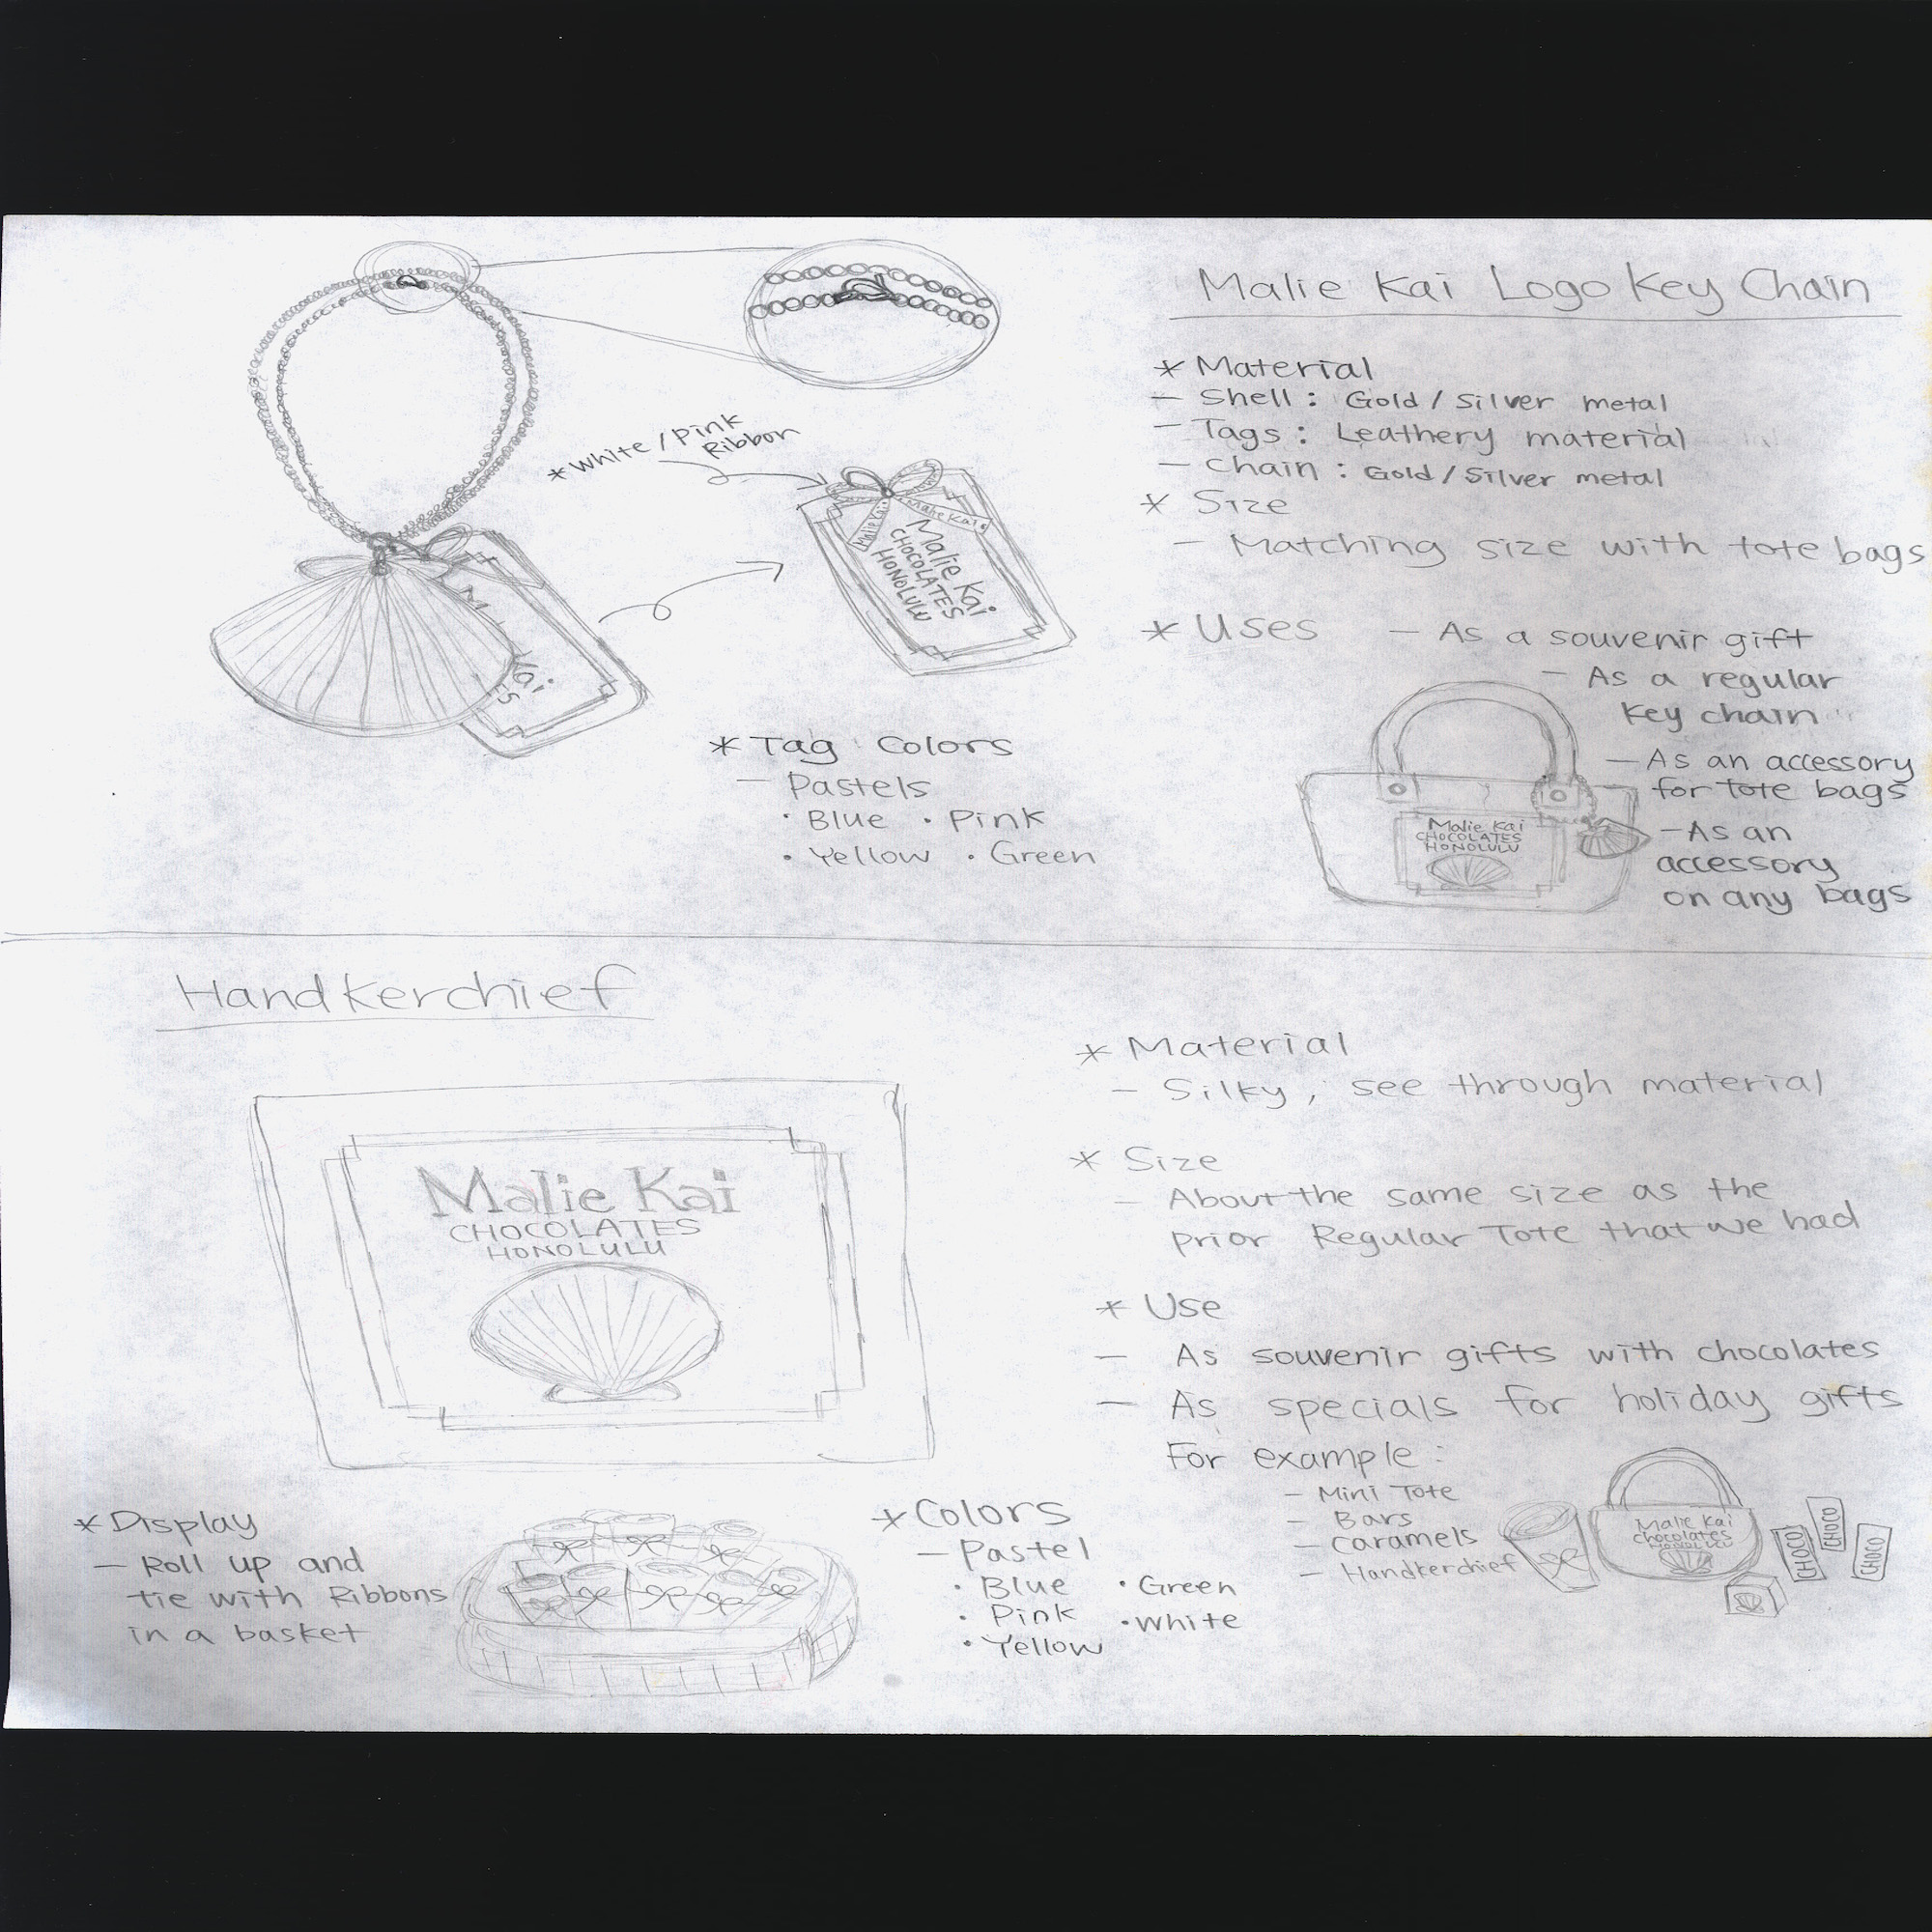 Malie Kai Logo Key Chain
* Material
- Shell : Gold / Silver metal
- Tags : Leathery material
- Chain : Gold / Silver metal
* Size
- Matching size with tote bags
* Uses - As a souvenir gift
- As a regular
key chain
- As an accessory
for tote bags
- As an
accessory
on any bags
Malie Kai
CHOCOLATES
HONOLULU
* White / Pink
Ribbon
Malie Kai
Malie Kai
Malie Kai
CHOCOLATES
HONOLULU
* Tag Colors
- Pastels
• Blue • Pink
• Yellow • Green
Handkerchief
Malie Kai
CHOCOLATES
HONOLULU
* Material
- Silky, see through material
* Size
- About the same size as the
prior Regular Tote that we had
* Use
- As souvenir gifts with chocolates
- As specials for holiday gifts
For example :
- Mini Tote
- Bars
- Caramels
- Handkerchief
Malie Kai
Chocolates
HONOLULU
CHOCO
CHOCO
CHOCO
* Display
- Roll up and
tie with Ribbons
in a basket
* Colors
- Pastel
• Blue • Green
• Pink • White
• Yellow